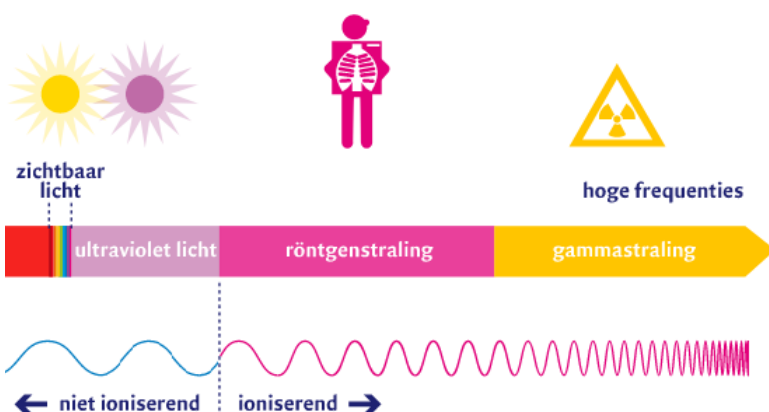 zichtbaar
licht
hoge frequenties
ultraviolet licht
röntgenstraling
gammastraling
← niet ioniserend
ioniserend →